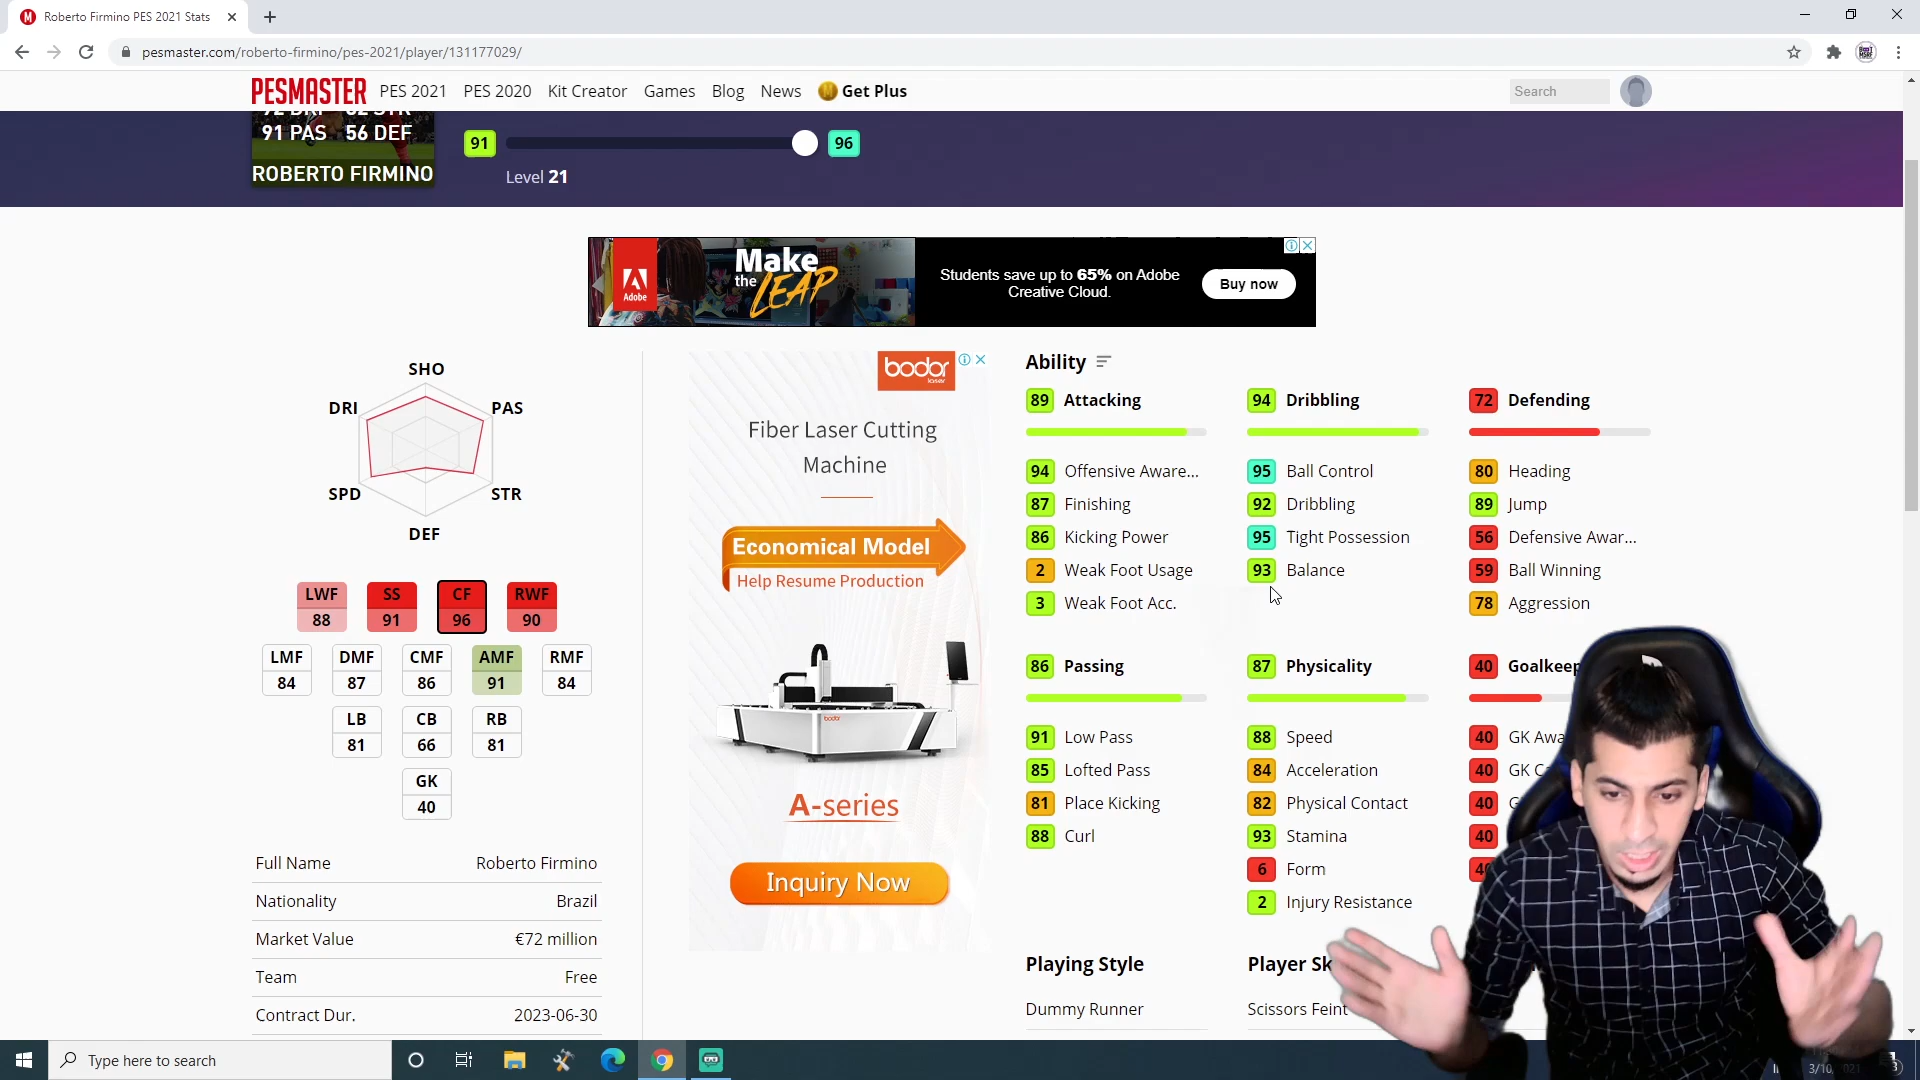 Roberto Firmino PES 2021 Stats
pesmaster.com/roberto-firmino/pes-2021/player/131177029/
PESMASTER PES 2021 PES 2020 Kit Creator Games Blog News Get Plus Search
91 PAS 56 DEF
ROBERTO FIRMINO
91 96
Level 21
Adobe
Make the LEAP
Students save up to 65% on Adobe Creative Cloud.
Buy now
SHO
DRI PAS
SPD STR
DEF
LWF SS CF RWF
88 91 96 90
LMF DMF CMF AMF RMF
84 87 86 91 84
LB CB RB
81 66 81
GK
40
Full Name Roberto Firmino
Nationality Brazil
Market Value €72 million
Team Free
Contract Dur. 2023-06-30
bodor
laser
Fiber Laser Cutting
Machine
Economical Model
Help Resume Production
bodor
A-series
Inquiry Now
Ability
89 Attacking
94 Offensive Aware...
87 Finishing
86 Kicking Power
2 Weak Foot Usage
3 Weak Foot Acc.
94 Dribbling
95 Ball Control
92 Dribbling
95 Tight Possession
93 Balance
72 Defending
80 Heading
89 Jump
56 Defensive Awar...
59 Ball Winning
78 Aggression
86 Passing
91 Low Pass
85 Lofted Pass
81 Place Kicking
88 Curl
87 Physicality
88 Speed
84 Acceleration
82 Physical Contact
93 Stamina
6 Form
2 Injury Resistance
40 Goalkeep
40 GK Awa
40 GK C
40 G
40
40
Playing Style
Dummy Runner
Player Sk
Scissors Feint
Type here to search